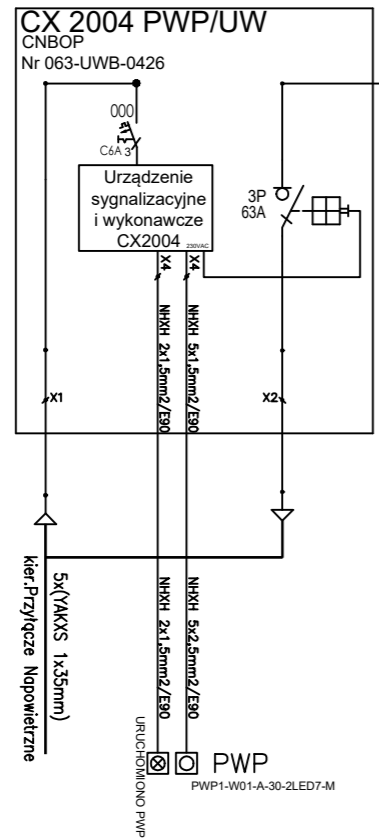 CX 2004 PWP/UW
CNBOP
Nr 063-UWB-0426
000
C6A 3
Urządzenie
sygnalizacyjne
i wykonawcze
CX2004
230VAC
3P
63A
X4
X4
NHXH 2x1,5mm2/E90
NHXH 5x1,5mm2/E90
X1
X2
5x(YAKXS 1x35mm)
kier.Przyłącze Napowietrzne
NHXH 2x1,5mm2/E90
NHXH 5x2,5mm2/E90
URUCHOMIONO PWP
PWP
PWP1-W01-A-30-2LED7-M